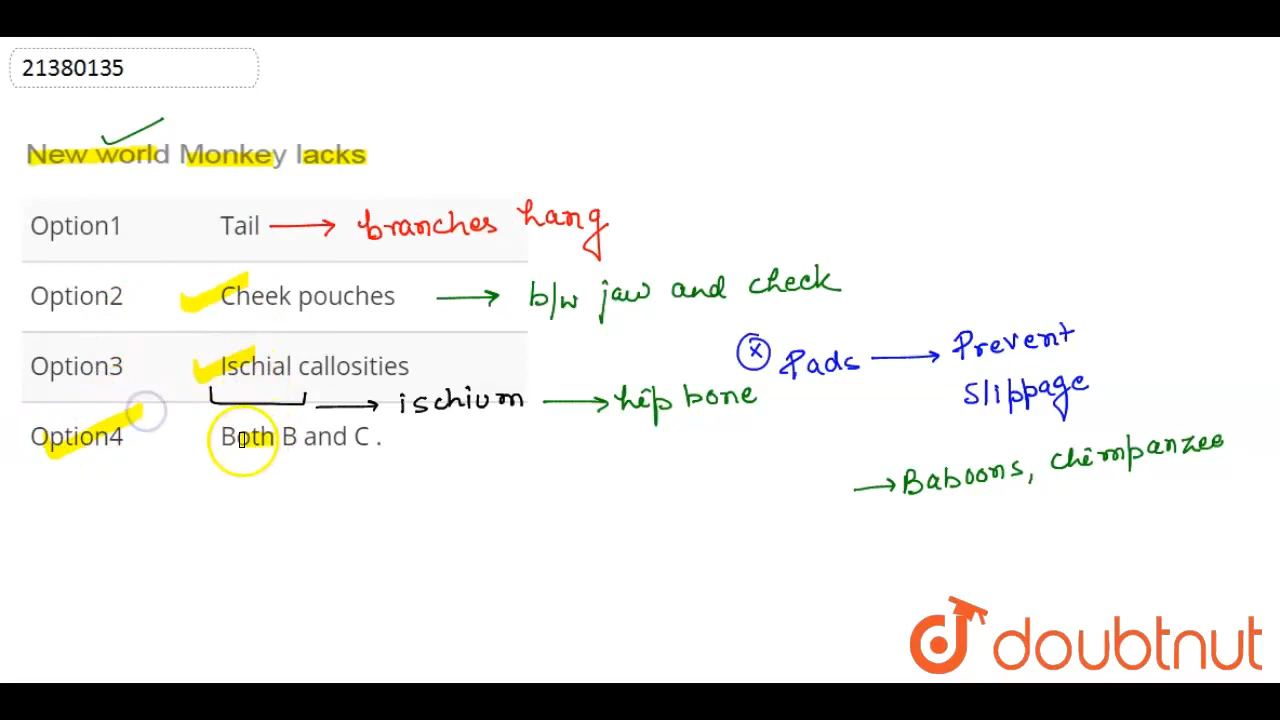 21380135
New world Monkey lacks
Option1 Tail → branches hang
Option2 Cheek pouches → b/w jaw and check
Option3 Ischial callosities
ⓧ Pads → Prevent
slippage
→ ischium → hip bone
Option4 Both B and C .
→ Baboons, chimpanzee
doubtnut